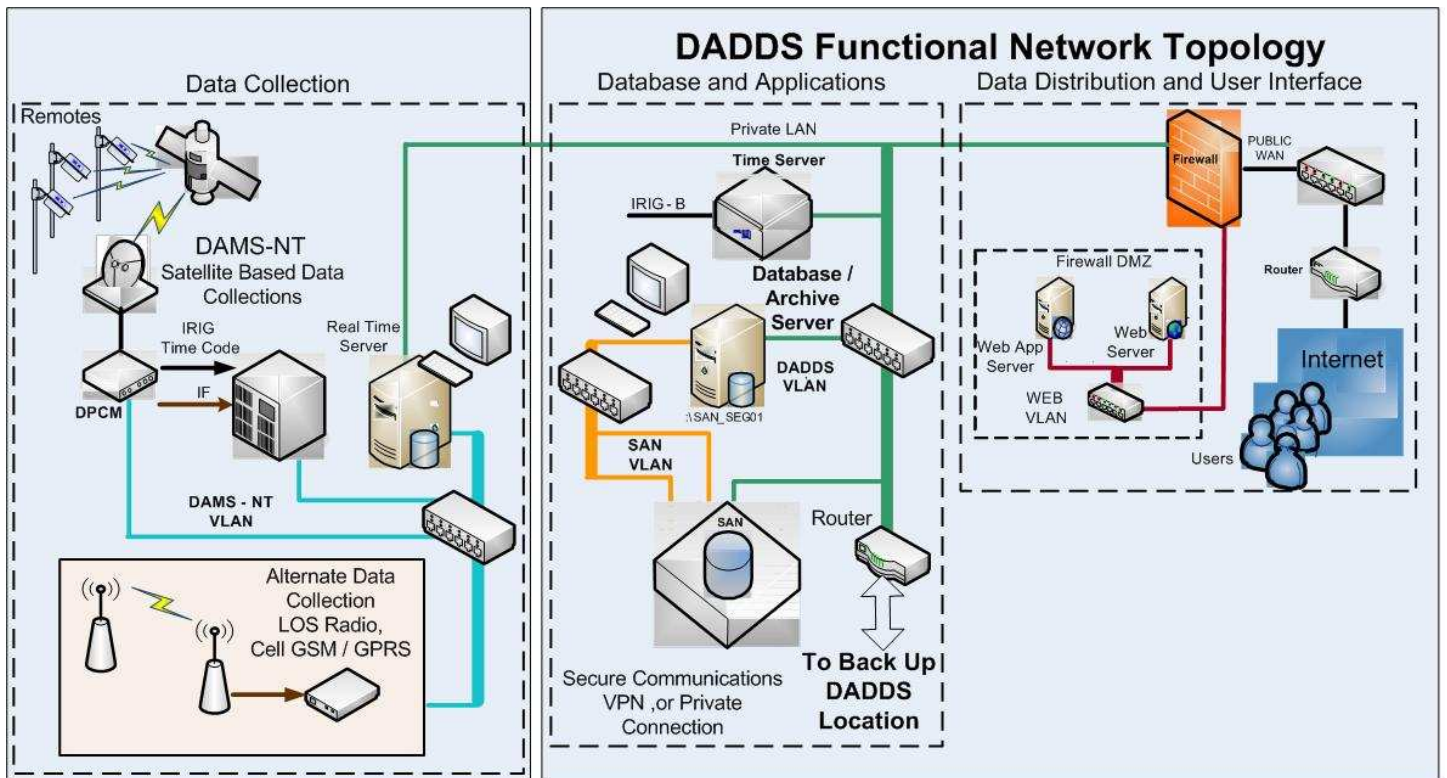 DADDS Functional Network Topology
Data Collection
Remotes
DAMS-NT
Satellite Based Data
Collections
IRIG
Time Code
IF
DPCM
Real Time
Server
DAMS - NT
VLAN
Alternate Data
Collection
LOS Radio,
Cell GSM / GPRS
Database and Applications
Private LAN
Time Server
IRIG - B
Database /
Archive
Server
DADDS
VLAN
:\SAN_SEG01
SAN
VLAN
SAN
Router
Secure Communications
VPN ,or Private
Connection
To Back Up
DADDS
Location
Data Distribution and User Interface
Firewall
PUBLIC
WAN
Router
Firewall DMZ
Web App
Server
Web
Server
WEB
VLAN
Internet
Users